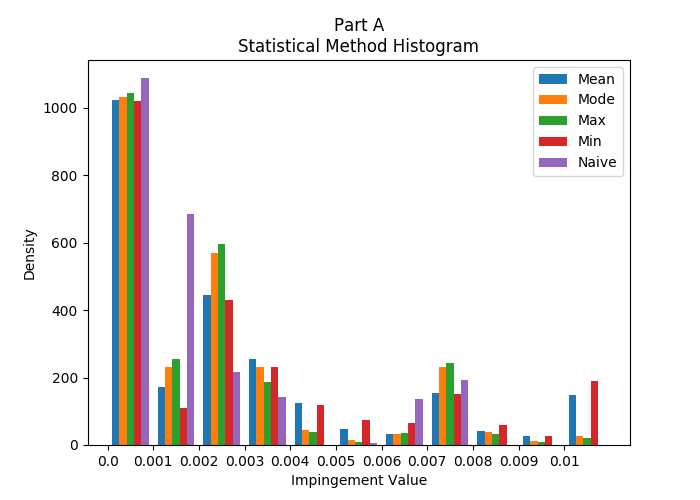 Part A
Statistical Method Histogram
Mean
Mode
Max
Min
Naive
1000
800
600
400
200
0
Density
0.0 0.001 0.002 0.003 0.004 0.005 0.006 0.007 0.008 0.009 0.01
Impingement Value